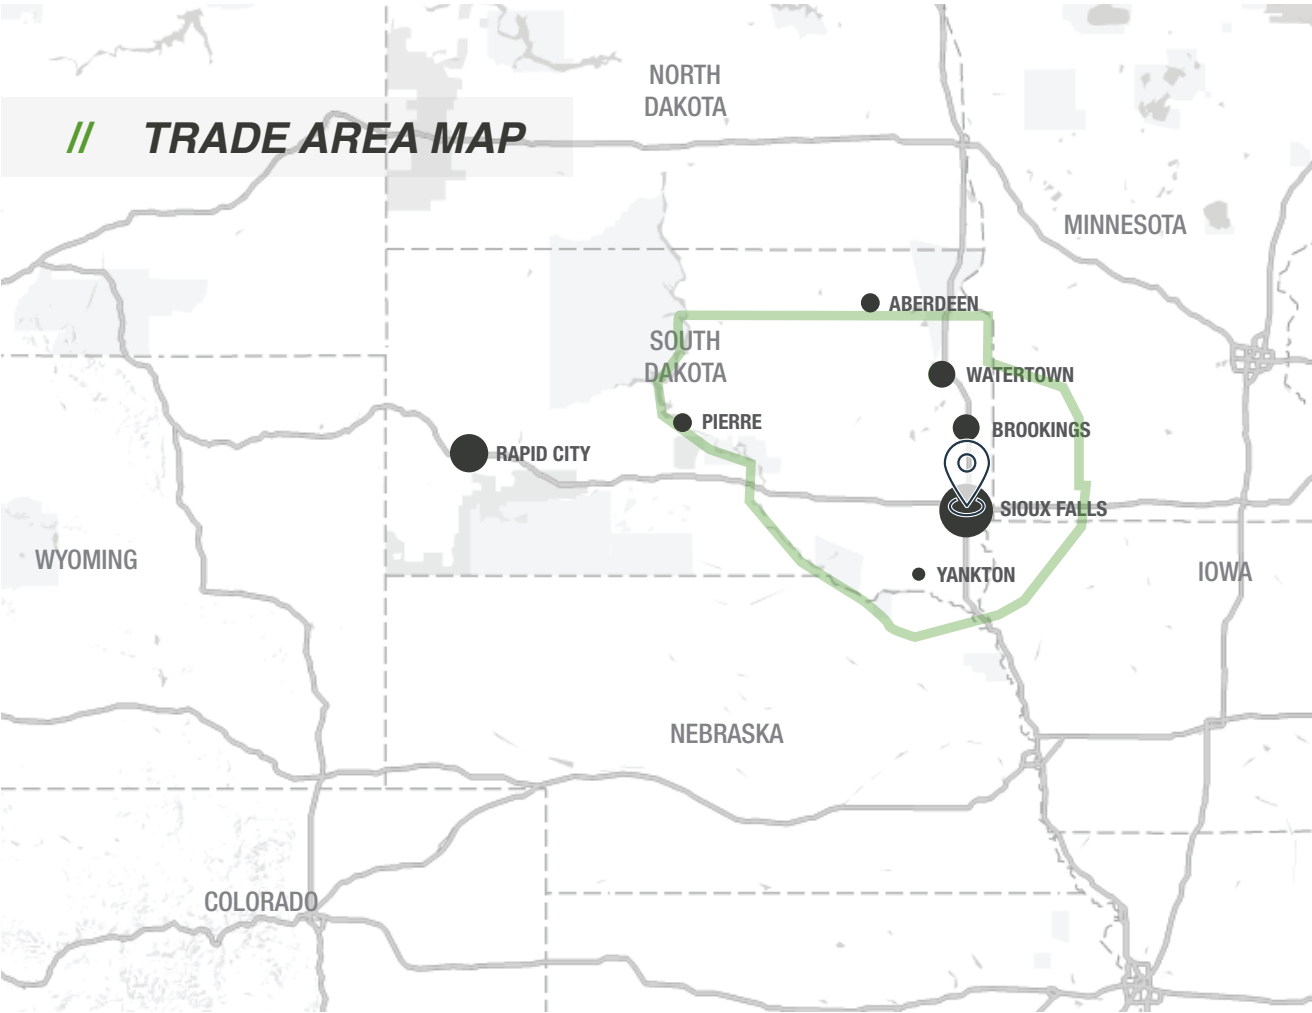 NORTH
DAKOTA
// TRADE AREA MAP
MINNESOTA
ABERDEEN
SOUTH
DAKOTA
WATERTOWN
PIERRE
BROOKINGS
RAPID CITY
SIOUX FALLS
WYOMING
YANKTON
IOWA
NEBRASKA
COLORADO